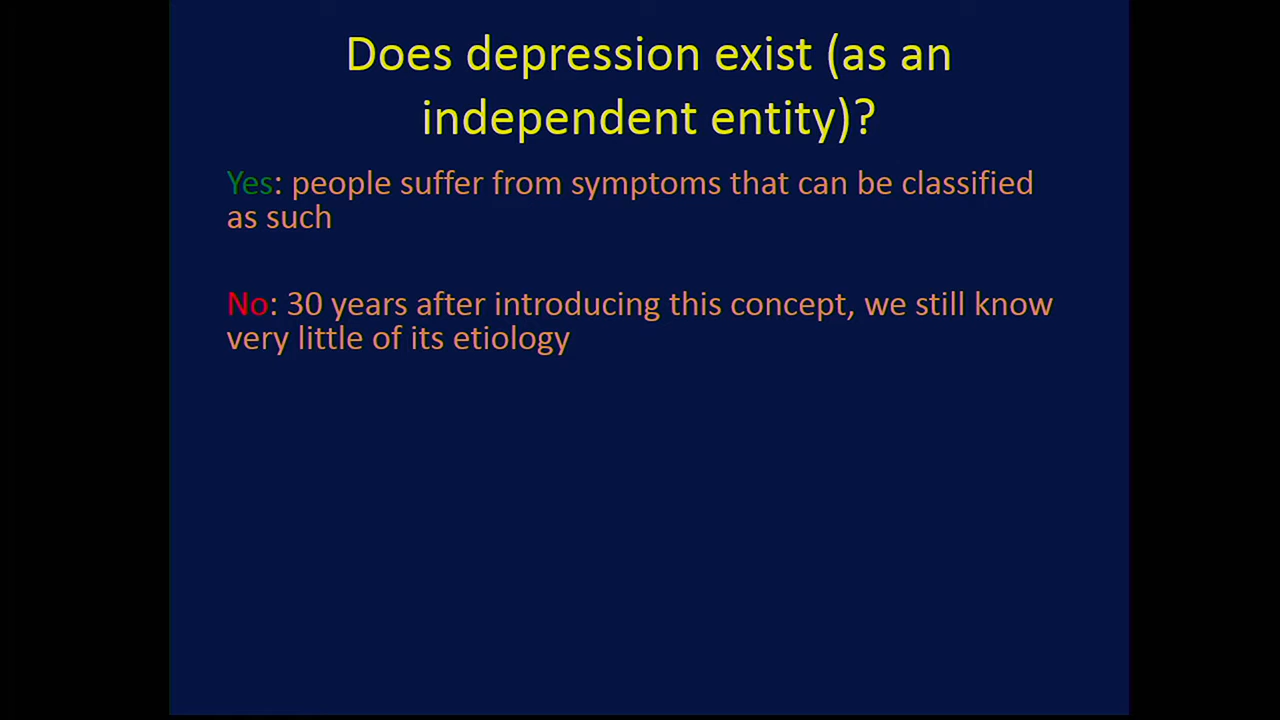 Does depression exist (as an
independent entity)?
Yes: people suffer from symptoms that can be classified
as such
No: 30 years after introducing this concept, we still know
very little of its etiology